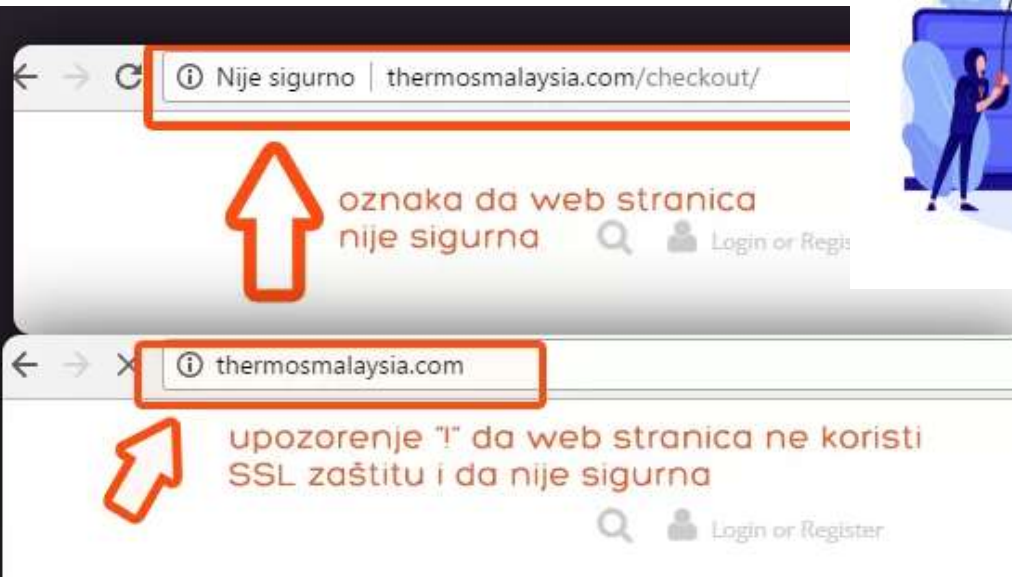 Nije sigurno | thermosmalaysia.com/checkout/
oznaka da web stranica
nije sigurna
Login or Regis
thermosmalaysia.com
upozorenje "!" da web stranica ne koristi
SSL zaštitu i da nije sigurna
Login or Register